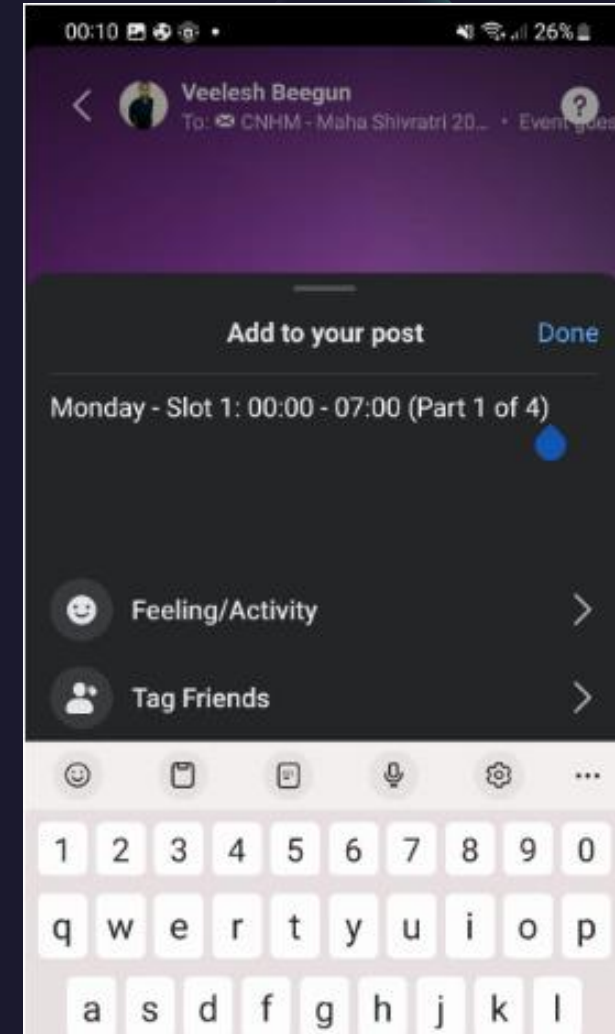 00:10 26%
Veelesh Beegun
To: CNHM - Maha Shivratri 20... • Event
Add to your post Done
Monday - Slot 1: 00:00 - 07:00 (Part 1 of 4)
Feeling/Activity
Tag Friends
1 2 3 4 5 6 7 8 9 0
q w e r t y u i o p
a s d f g h j k l